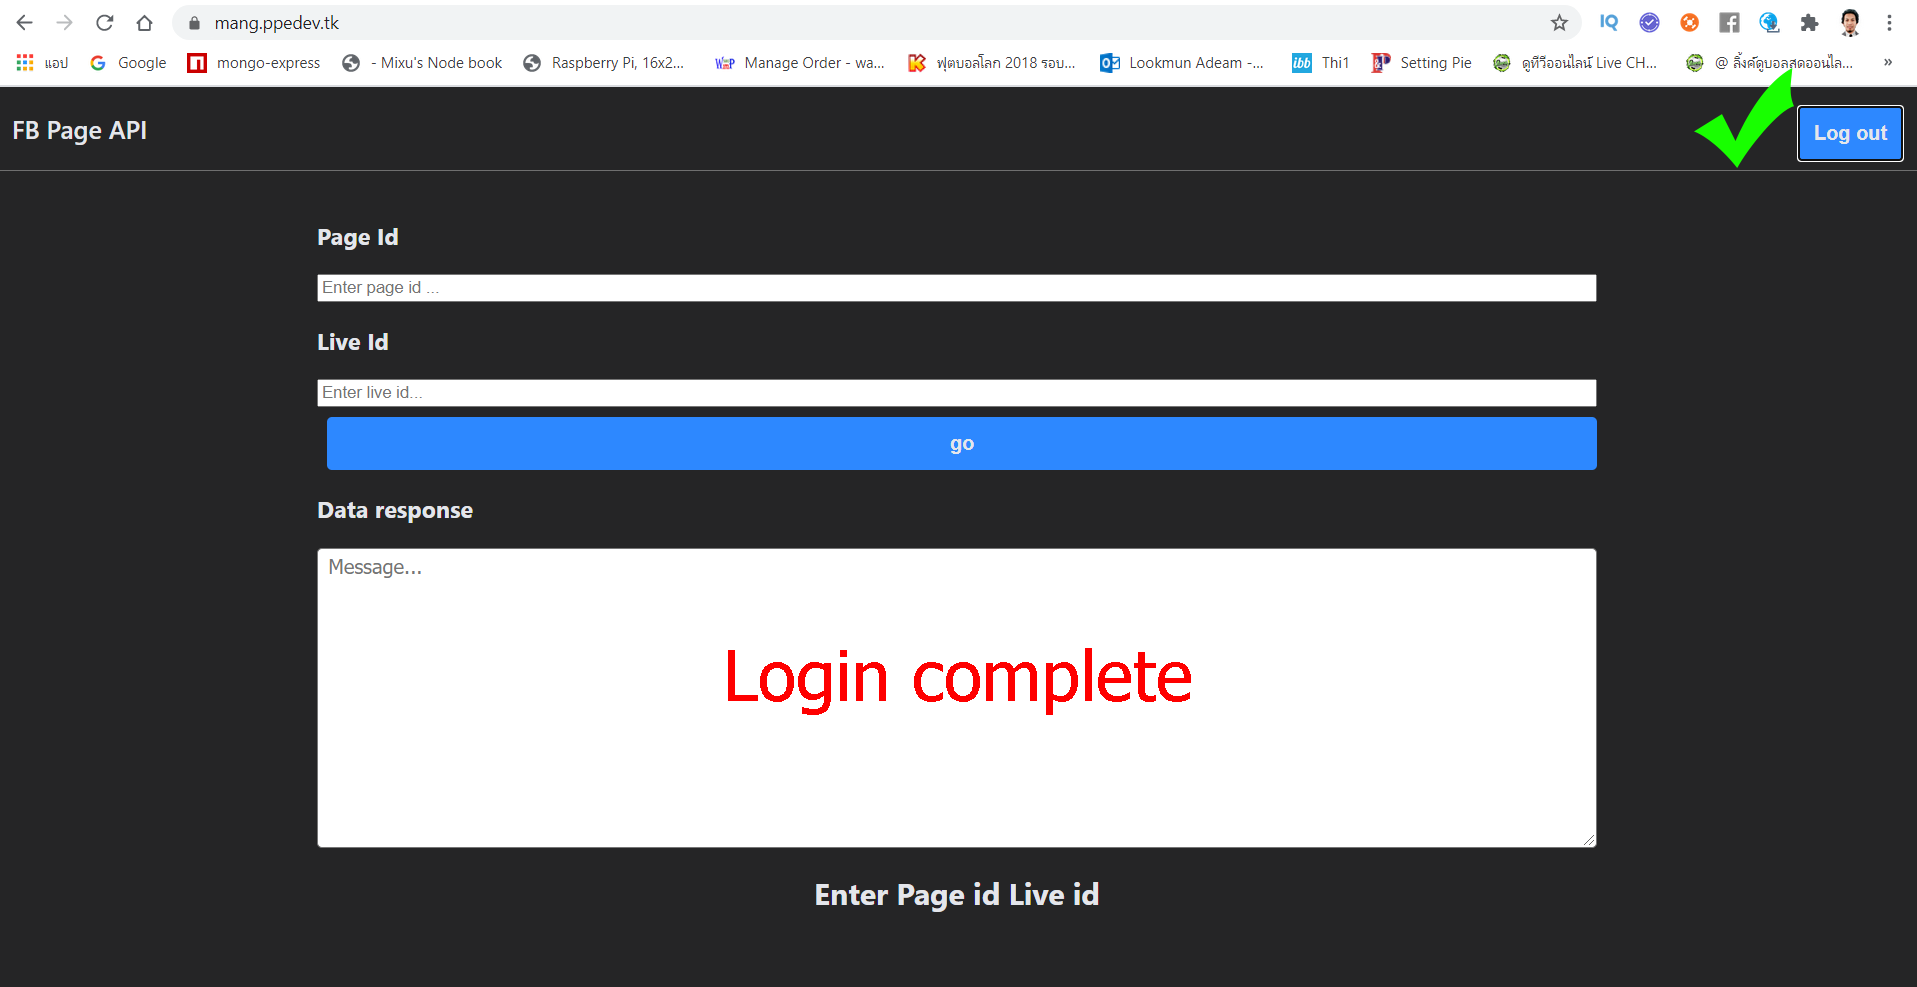 mang.ppedev.tk
IQ
แอป Google mongo-express - Mixu's Node book Raspberry Pi, 16x2... Manage Order - wa... ฟุตบอลโลก 2018 รอบ... Lookmun Adeam -... ibb Thi1 Setting Pie ดูทีวีออนไลน์ Live CH... @ ลิ้งค์ดูบอลสดออนไล... »
FB Page API
Log out
Page Id
Enter page id ...
Live Id
Enter live id...
go
Data response
Message...
Login complete
Enter Page id Live id